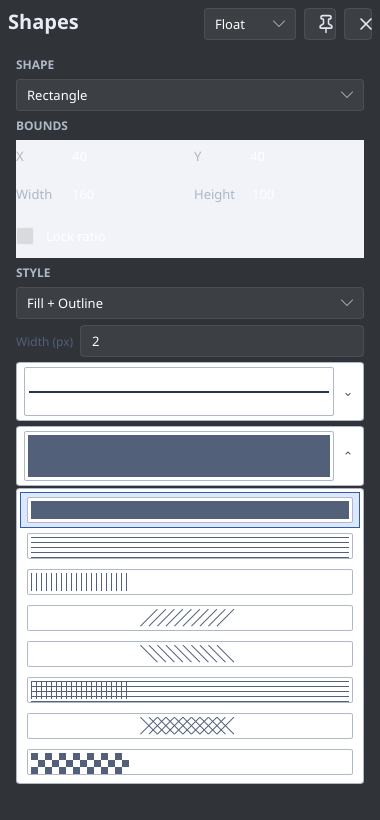 Shapes Float
SHAPE
Rectangle
BOUNDS
X 40 Y 40
Width 160 Height 100
Lock ratio
STYLE
Fill + Outline
Width (px) 2